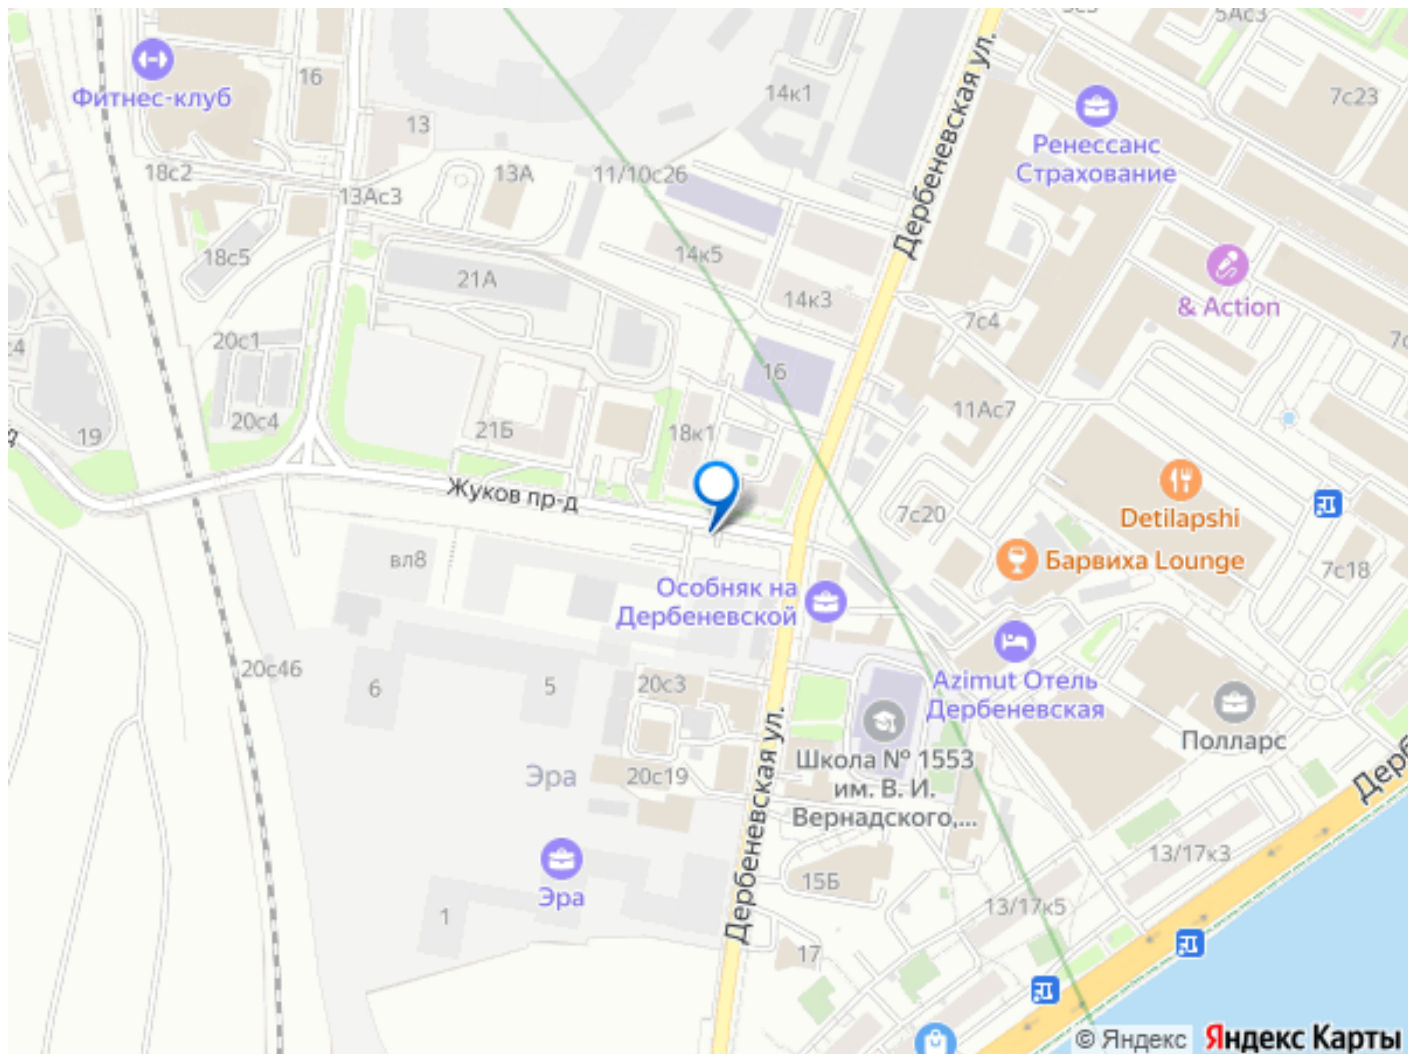 5Ас3
14к1
7с23
16
Фитнес-клуб
13
Ренессанс
Страхование
18с2
13А
11/10с26
13Ас3
Дербеневская ул.
18с5
14к5
21А
14к3
& Action
7с4
20с1
16
19
20с4
21Б
18к1
11Ас7
Жуков пр-д
7с20
Detilapshi
вл8
Барвиха Lounge
7с18
Особняк на
Дербеневской
20с46
6
5
20с3
Azimut Отель
Дербеневская
Полларс
Школа № 1553
им. В. И.
Вернадского,...
Эра
20с19
Дербеневская ул.
Дерб
13/17к3
15Б
Эра
1
13/17к5
17
© Яндекс
Яндекс Карты